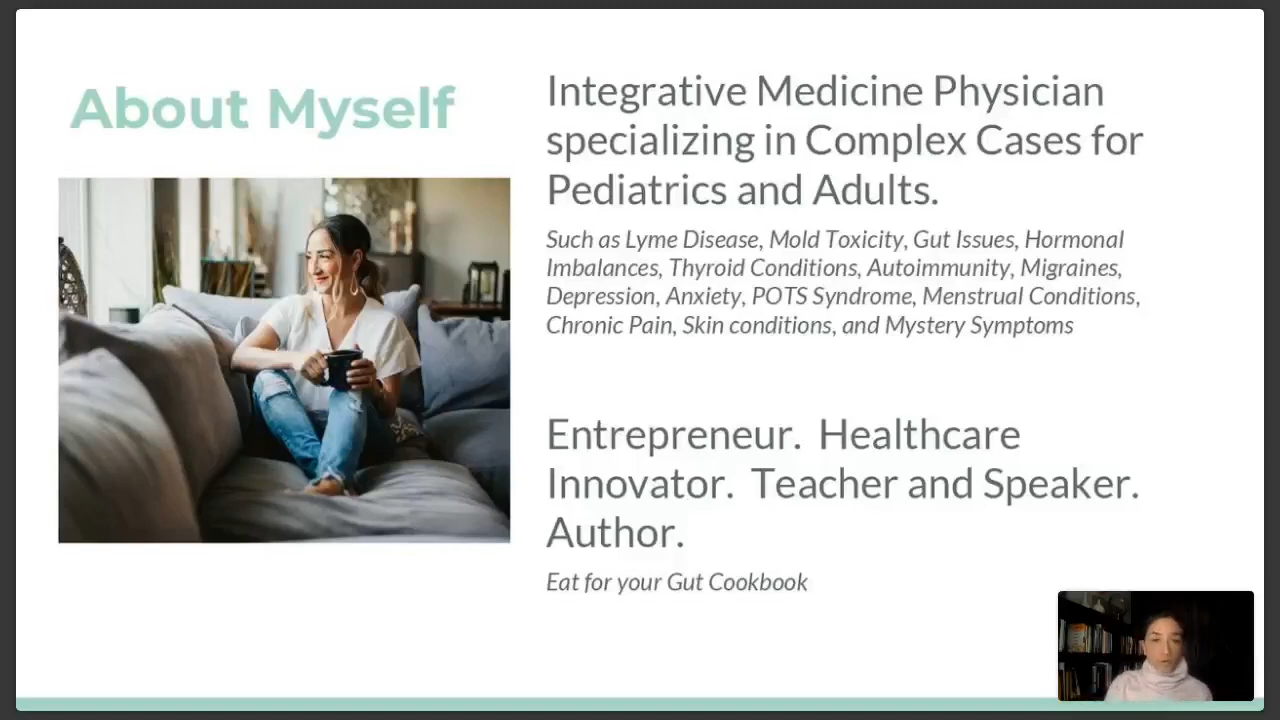 About Myself
Integrative Medicine Physician
specializing in Complex Cases for
Pediatrics and Adults.
Such as Lyme Disease, Mold Toxicity, Gut Issues, Hormonal
Imbalances, Thyroid Conditions, Autoimmunity, Migraines,
Depression, Anxiety, POTS Syndrome, Menstrual Conditions,
Chronic Pain, Skin conditions, and Mystery Symptoms
Entrepreneur. Healthcare
Innovator. Teacher and Speaker.
Author.
Eat for your Gut Cookbook